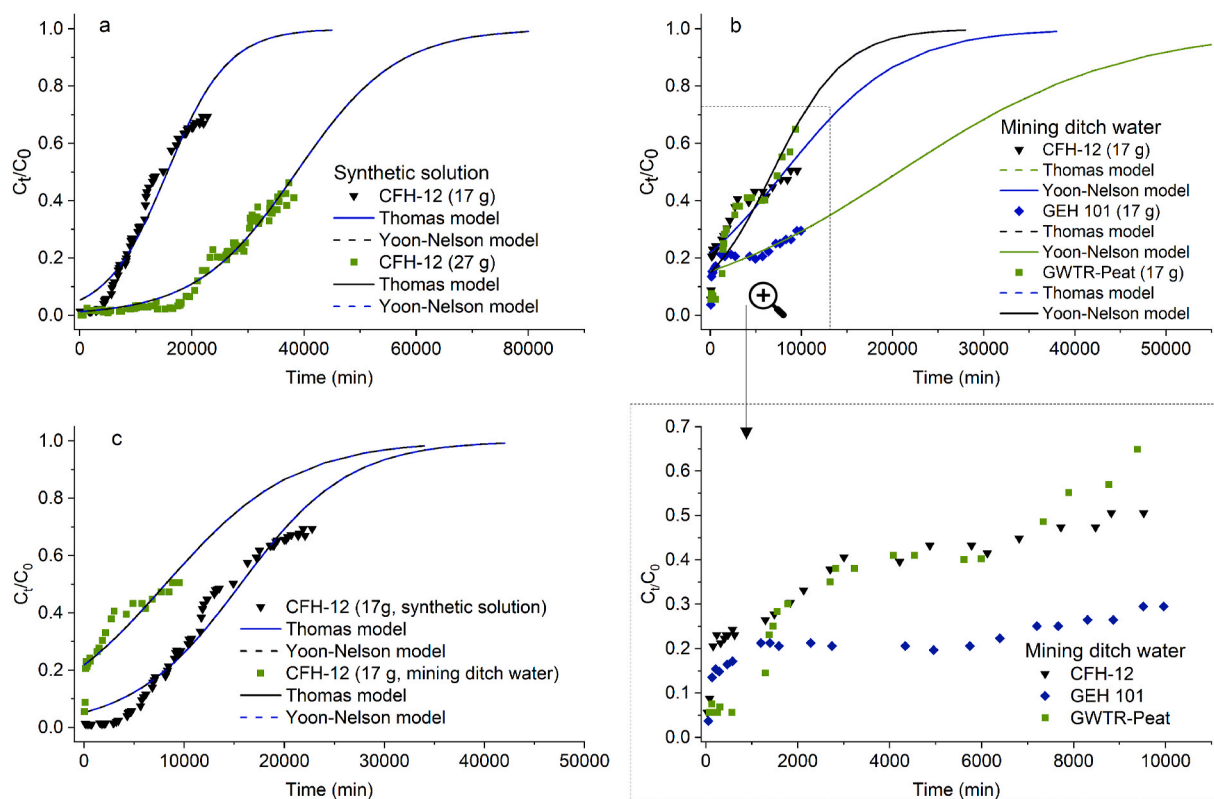 a
1.0
0.8
0.6
0.4
0.2
0.0
Ct/C0
0
20000
40000
60000
80000
Time (min)
Synthetic solution
CFH-12 (17 g)
Thomas model
Yoon-Nelson model
CFH-12 (27 g)
Thomas model
Yoon-Nelson model
b
1.0
0.8
0.6
0.4
0.2
0.0
Ct/C0
0
10000
20000
30000
40000
50000
Time (min)
Mining ditch water
CFH-12 (17 g)
Thomas model
Yoon-Nelson model
GEH 101 (17 g)
Thomas model
Yoon-Nelson model
GWTR-Peat (17 g)
Thomas model
Yoon-Nelson model
c
1.0
0.8
0.6
0.4
0.2
0.0
Ct/C0
0
10000
20000
30000
40000
50000
Time (min)
CFH-12 (17g, synthetic solution)
Thomas model
Yoon-Nelson model
CFH-12 (17 g, mining ditch water)
Thomas model
Yoon-Nelson model
0.7
0.6
0.5
0.4
0.3
0.2
0.1
0.0
Ct/C0
0
2000
4000
6000
8000
10000
Time (min)
Mining ditch water
CFH-12
GEH 101
GWTR-Peat